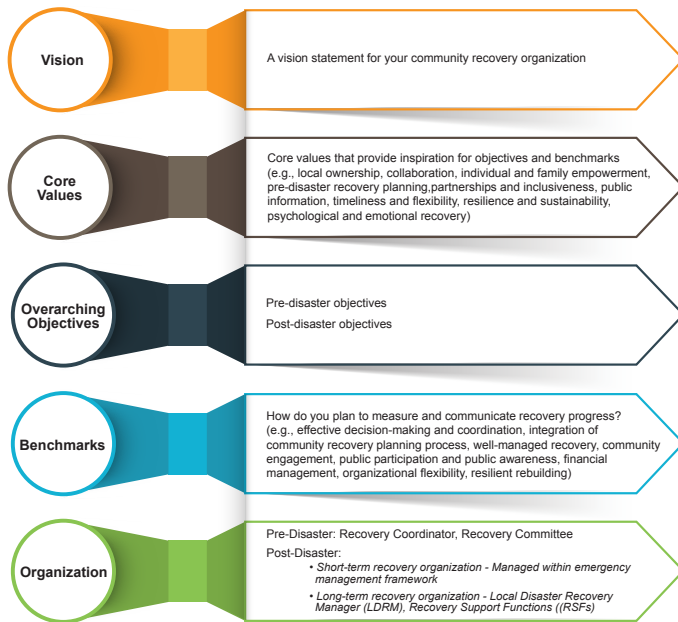 Vision
A vision statement for your community recovery organization
Core
Values
Core values that provide inspiration for objectives and benchmarks
(e.g., local ownership, collaboration, individual and family empowerment,
pre-disaster recovery planning,partnerships and inclusiveness, public
information, timeliness and flexibility, resilience and sustainability,
psychological and emotional recovery)
Overarching
Objectives
Pre-disaster objectives
Post-disaster objectives
Benchmarks
How do you plan to measure and communicate recovery progress?
(e.g., effective decision-making and coordination, integration of
community recovery planning process, well-managed recovery, community
engagement, public participation and public awareness, financial
management, organizational flexibility, resilient rebuilding)
Organization
Pre-Disaster: Recovery Coordinator, Recovery Committee
Post-Disaster:
• Short-term recovery organization - Managed within emergency
management framework
• Long-term recovery organization - Local Disaster Recovery
Manager (LDRM), Recovery Support Functions ((RSFs)